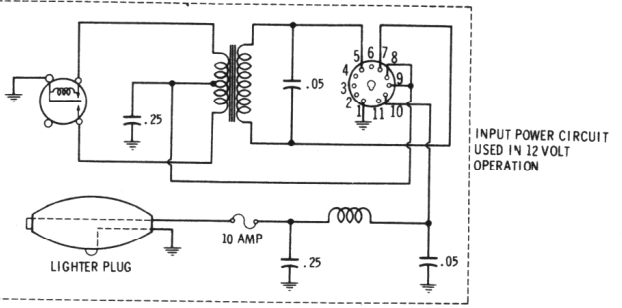 5 6 7 8
4
3
9
2
1 11 10
.05
.25
INPUT POWER CIRCUIT
USED IN 12 VOLT
OPERATION
10 AMP
LIGHTER PLUG
.25
.05